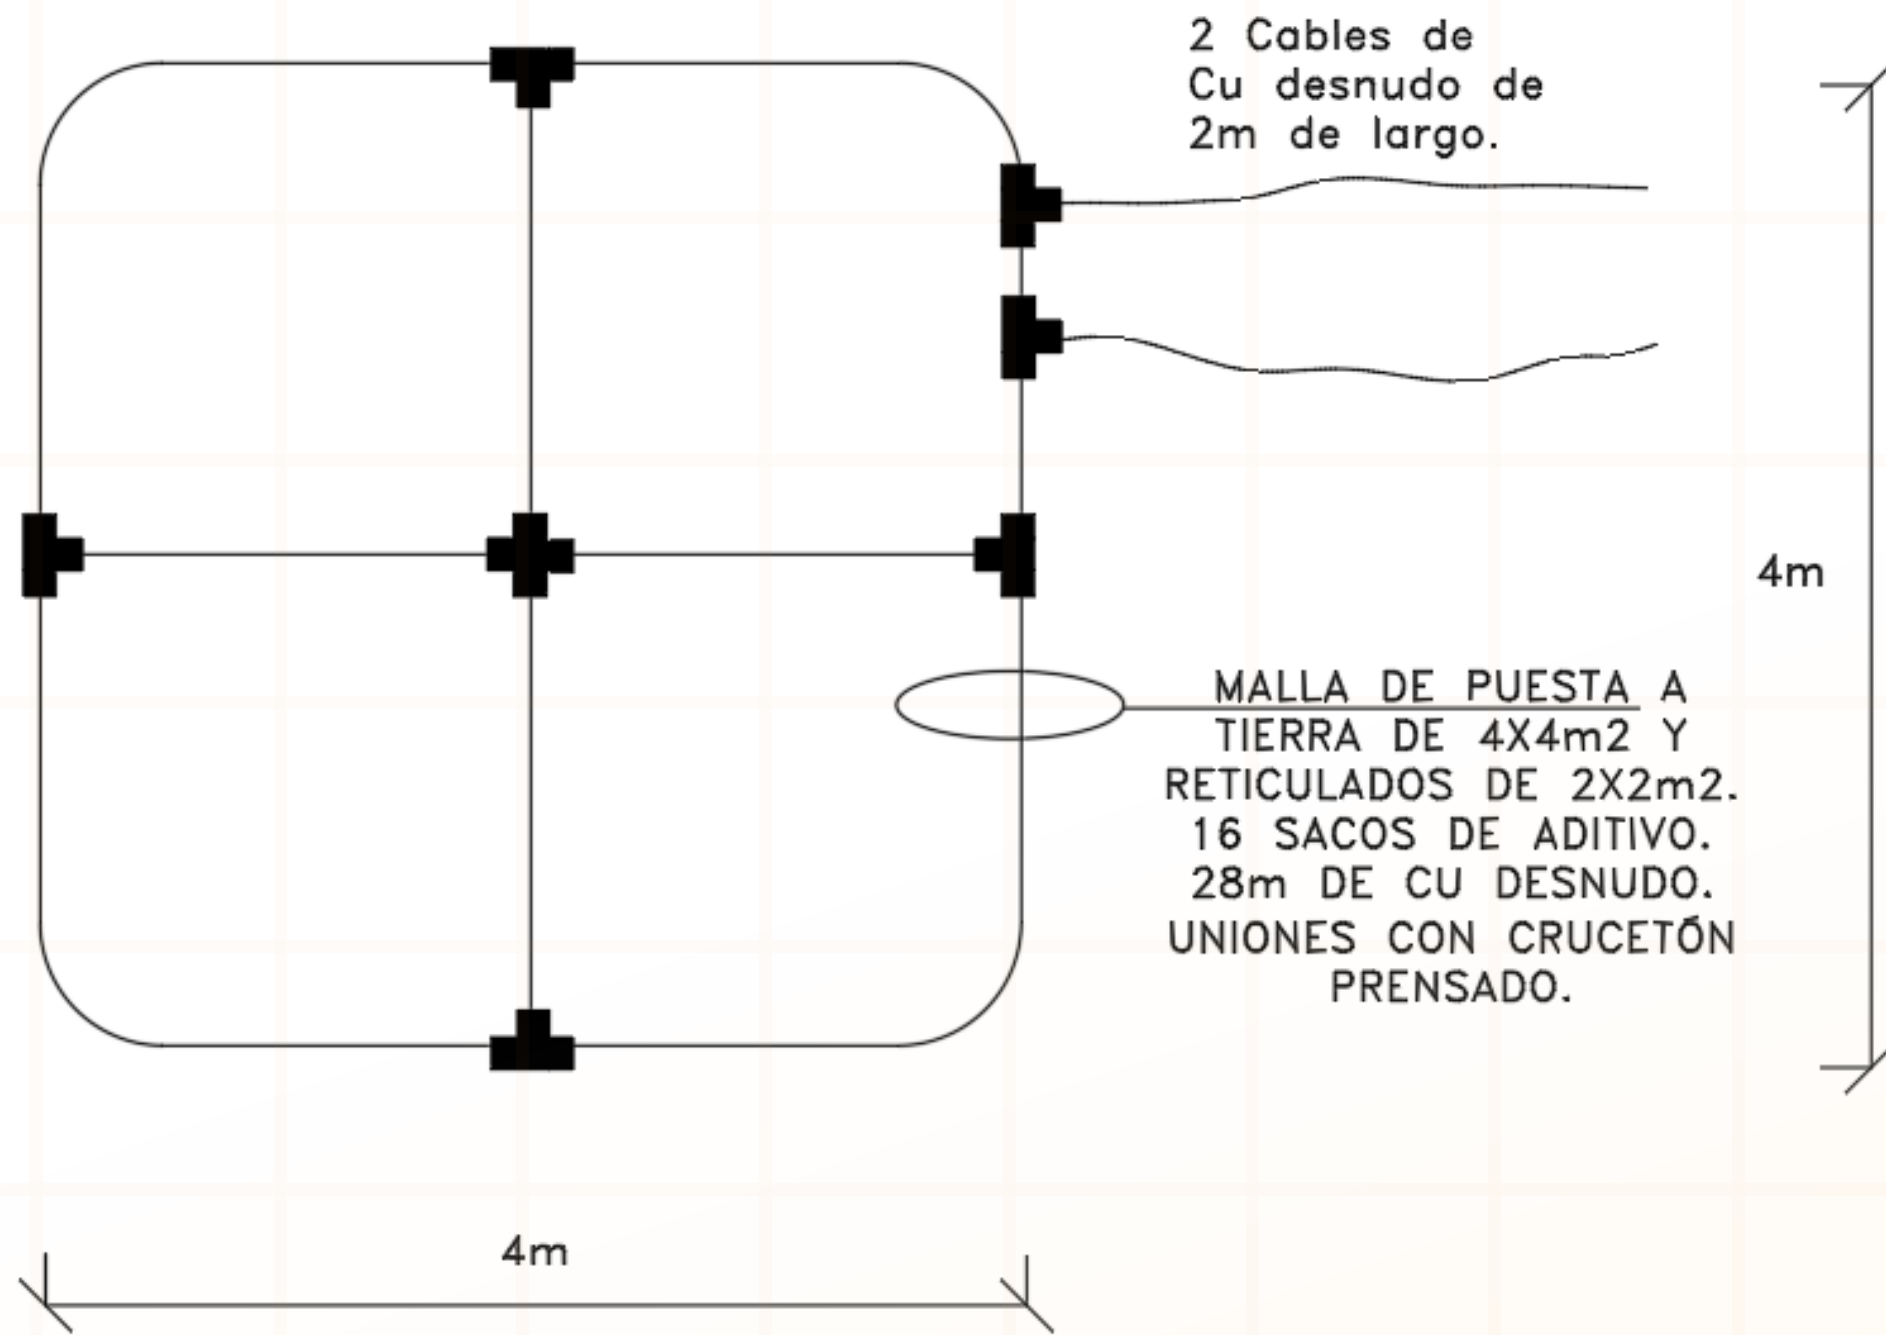 2 Cables de
Cu desnudo de
2m de largo.
4m
MALLA DE PUESTA A
TIERRA DE 4X4m2 Y
RETICULADOS DE 2X2m2.
16 SACOS DE ADITIVO.
28m DE CU DESNUDO.
UNIONES CON CRUCETÓN
PRENSADO.
4m